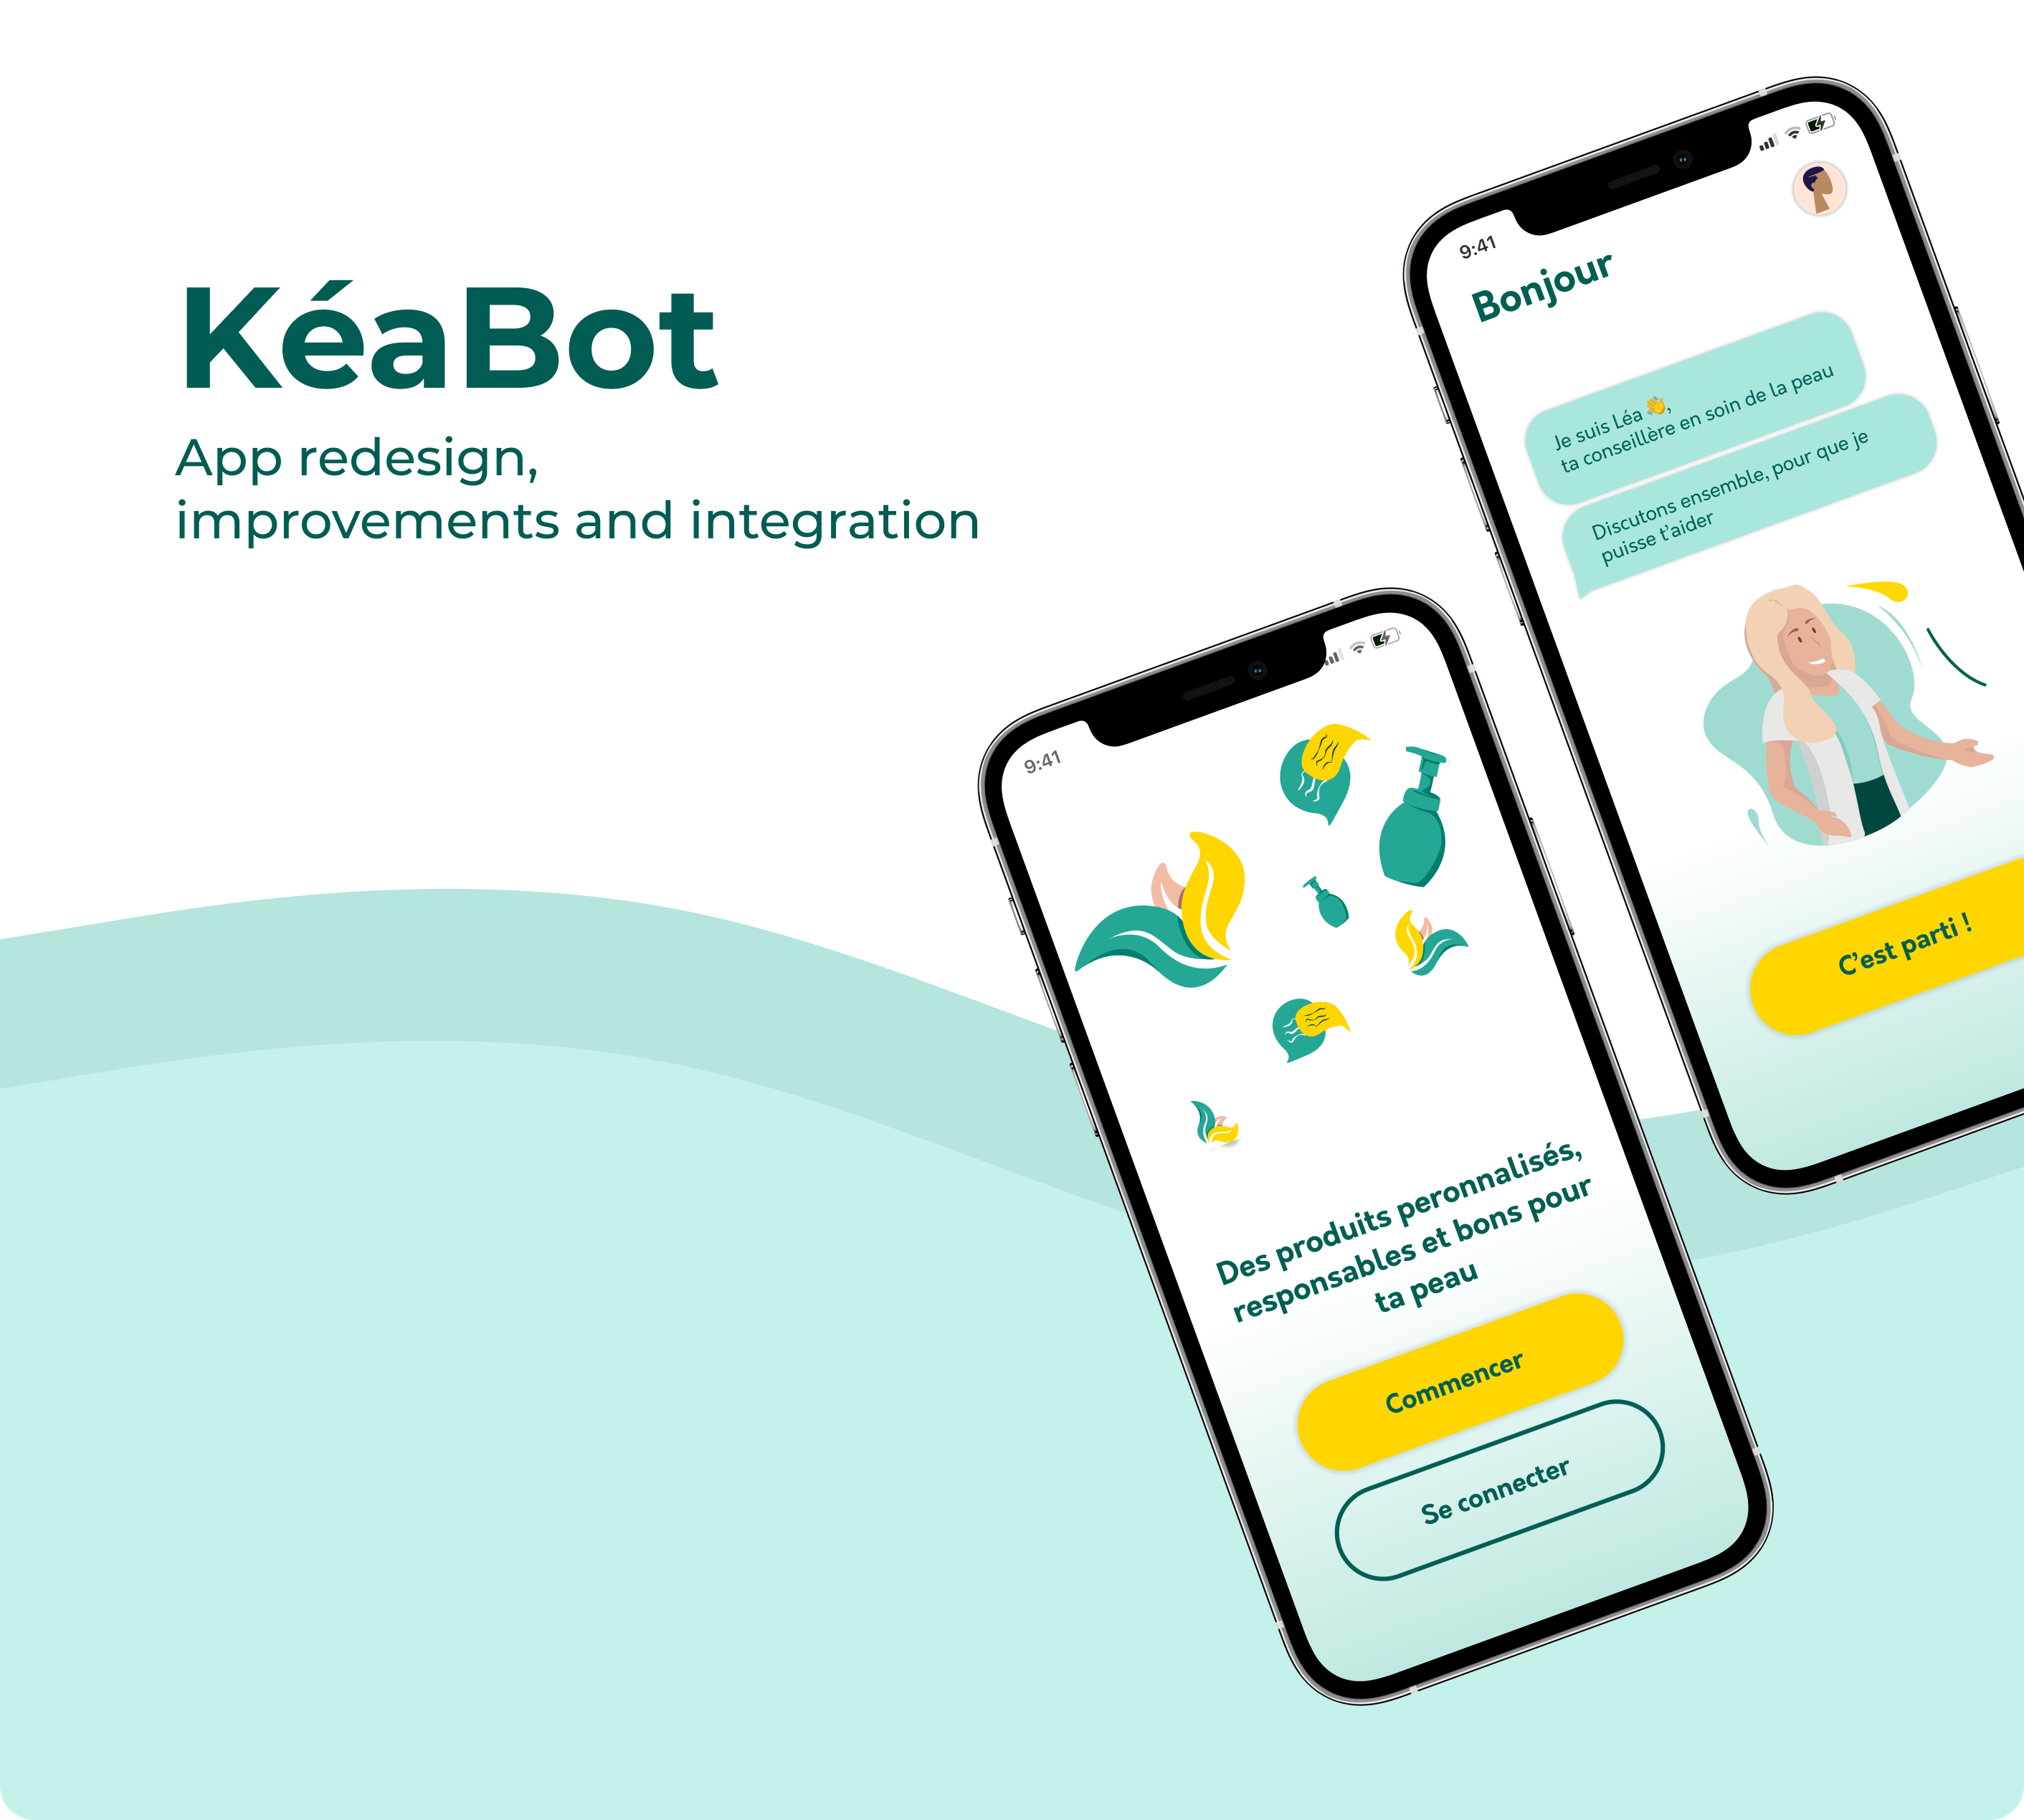 KéaBot
App redesign,
improvements and integration
9:41
Bonjour
Je suis Léa 👋,
ta conseillère en soin de la peau
Discutons ensemble, pour que je
puisse t'aider
C'est parti !
9:41
Des produits peronnalisés,
responsables et bons pour
ta peau
Commencer
Se connecter